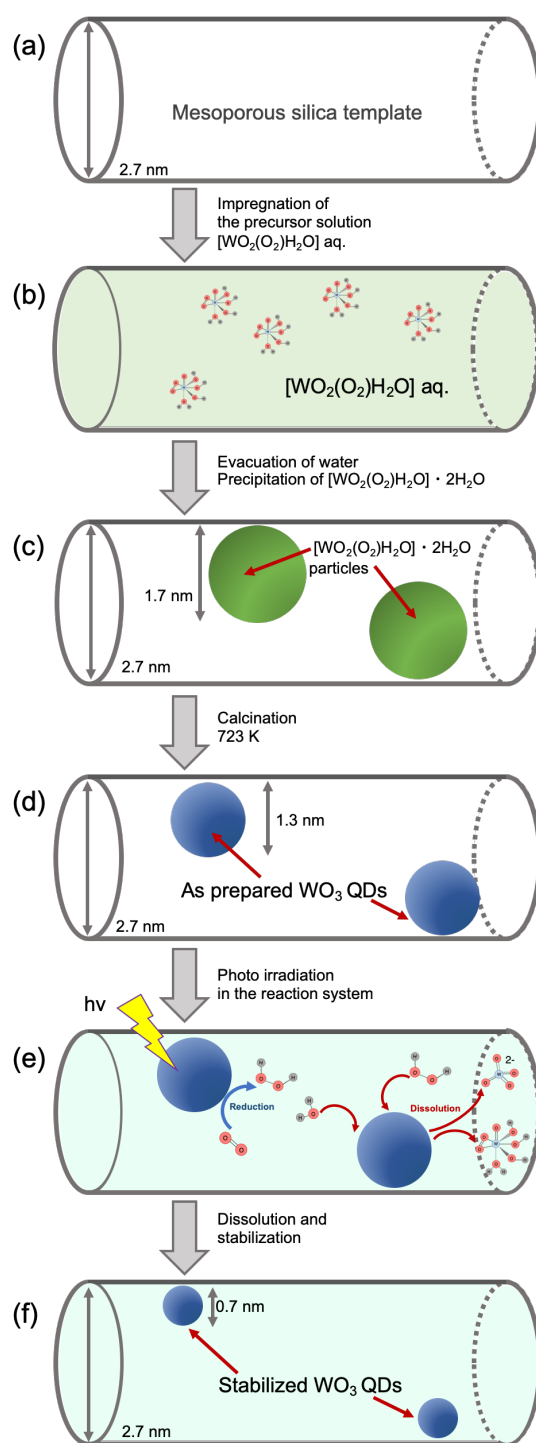 (a)
Mesoporous silica template
2.7 nm
Impregnation of
the precursor solution
[WO₂(O₂)H₂O] aq.
(b)
[WO₂(O₂)H₂O] aq.
Evacuation of water
Precipitation of [WO₂(O₂)H₂O]・2H₂O
(c)
[WO₂(O₂)H₂O]・2H₂O
particles
1.7 nm
2.7 nm
Calcination
723 K
(d)
1.3 nm
As prepared WO₃ QDs
2.7 nm
Photo irradiation
in the reaction system
hv
(e)
2-
H
H
O
O
Reduction
O
O
H
H
O
H
H
O
O
Dissolution
Dissolution and
stabilization
(f)
0.7 nm
Stabilized WO₃ QDs
2.7 nm